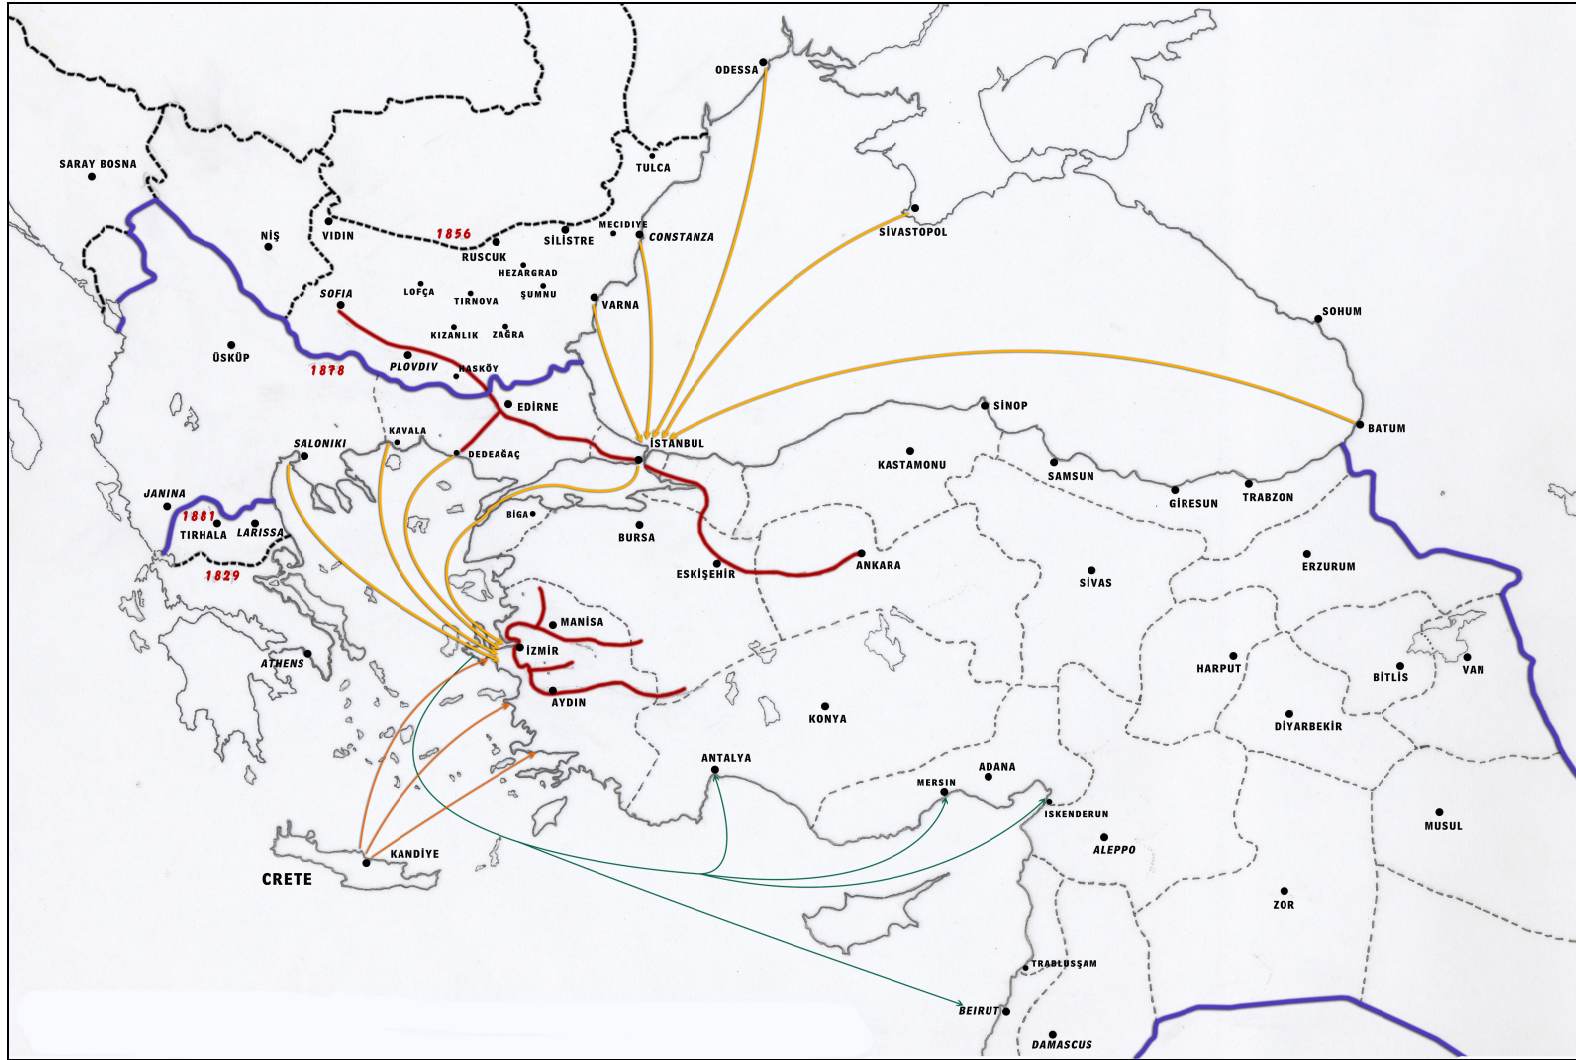 ODESSA
SARAY BOSNA
TULCA
NİŞ
VIDIN
1856
RUSCUK
SİLİSTRE
MECIDIYE
CONSTANZA
SİVASTOPOL
HEZARGRAD
SOFIA
LOFÇA
TIRNOVA
ŞUMNU
VARNA
SOHUM
KIZANLIK
ZAĞRA
ÜSKÜP
1878
PLOVDIV
HASKÖY
EDİRNE
SİNOP
BATUM
KAVALA
SALONIKI
DEDEAĞAÇ
İSTANBUL
KASTAMONU
SAMSUN
GİRESUN
TRABZON
JANINA
1881
TIRHALA
LARISSA
BİGA
BURSA
ESKİŞEHİR
ANKARA
SİVAS
ERZURUM
1829
MANİSA
İZMİR
ATHENS
HARPUT
BİTLİS
VAN
AYDIN
KONYA
DİYARBEKİR
ANTALYA
ADANA
MERSIN
ISKENDERUN
ALEPPO
MUSUL
KANDİYE
CRETE
ZOR
TRABLUSŞAM
BEIRUT
DAMASCUS